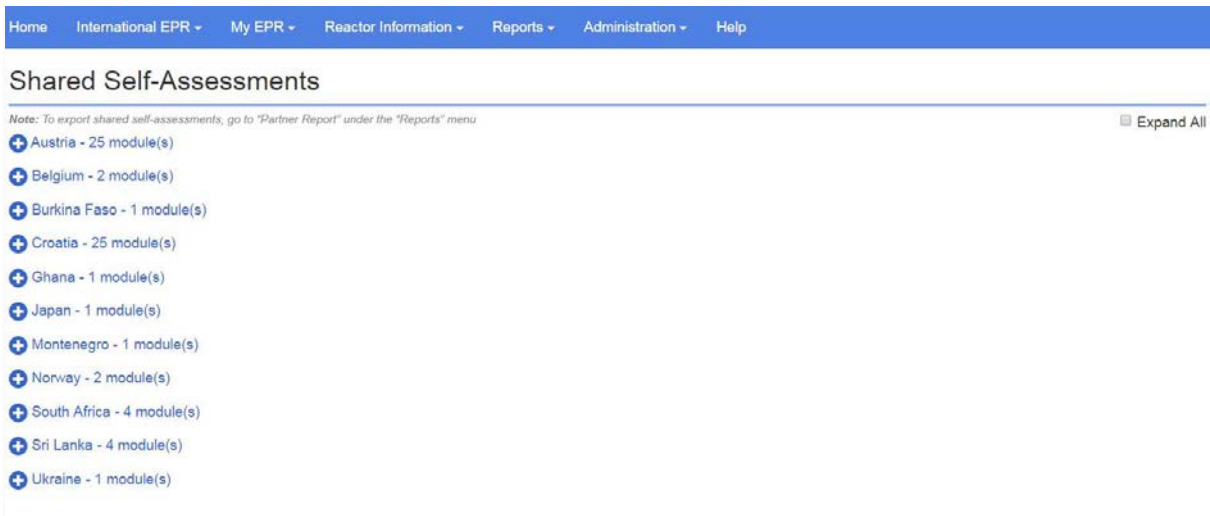 Home International EPR My EPR Reactor Information Reports Administration Help
Shared Self-Assessments
Note: To export shared self-assessments, go to "Partner Report" under the "Reports" menu
Expand All
Austria - 25 module(s)
Belgium - 2 module(s)
Burkina Faso - 1 module(s)
Croatia - 25 module(s)
Ghana - 1 module(s)
Japan - 1 module(s)
Montenegro - 1 module(s)
Norway - 2 module(s)
South Africa - 4 module(s)
Sri Lanka - 4 module(s)
Ukraine - 1 module(s)